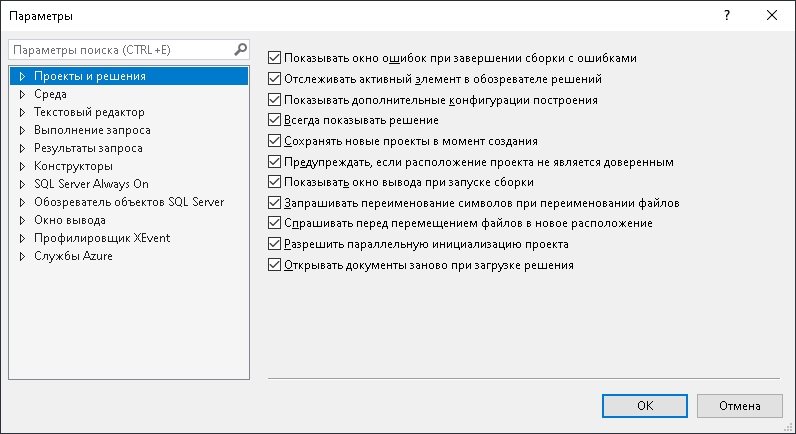 Параметры
?
Параметры поиска (CTRL+E)
Проекты и решения
Среда
Текстовый редактор
Выполнение запроса
Результаты запроса
Конструкторы
SQL Server Always On
Обозреватель объектов SQL Server
Окно вывода
Профилировщик XEvent
Службы Azure
Показывать окно ошибок при завершении сборки с ошибками
Отслеживать активный элемент в обозревателе решений
Показывать дополнительные конфигурации построения
Всегда показывать решение
Сохранять новые проекты в момент создания
Предупреждать, если расположение проекта не является доверенным
Показывать окно вывода при запуске сборки
Запрашивать переименование символов при переименовании файлов
Спрашивать перед перемещением файлов в новое расположение
Разрешить параллельную инициализацию проекта
Открывать документы заново при загрузке решения
OK
Отмена